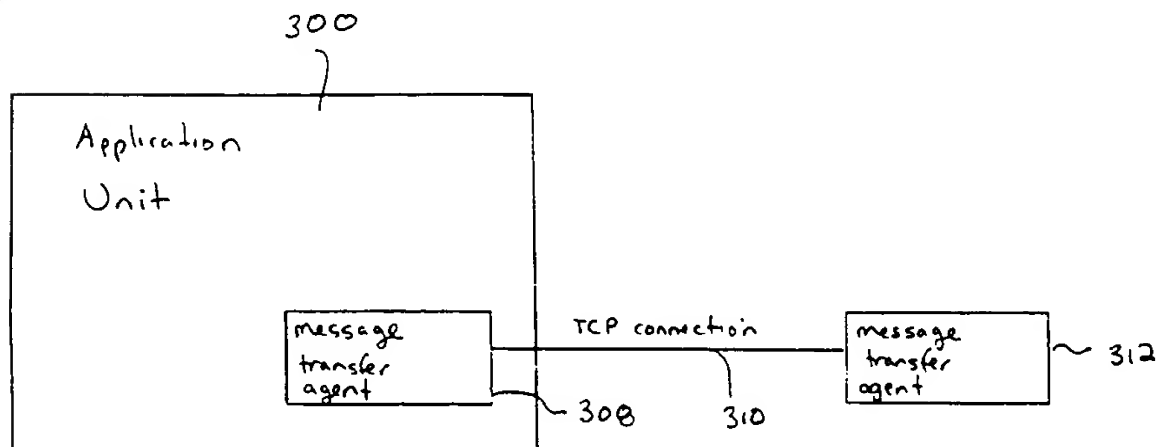 300
Application
Unit
message
transfer
agent
TCP connection
message
transfer
agent
308
310
312